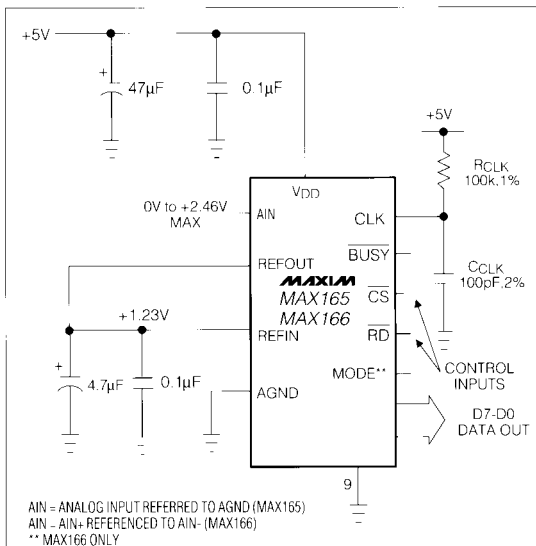 +5V
+
47µF
0.1µF
+5V
RCLK
100k,1%
VDD
0V to +2.46V
MAX
AIN
CLK
BUSY
REFOUT
MAXIM
MAX165
MAX166
CCLK
100pF,2%
CS
+1.23V
REFIN
RD
+
4.7µF
0.1µF
MODE**
CONTROL
INPUTS
AGND
D7-D0
DATA OUT
9
AIN = ANALOG INPUT REFERRED TO AGND (MAX165)
AIN - AIN+ REFERENCED TO AIN- (MAX166)
** MAX166 ONLY